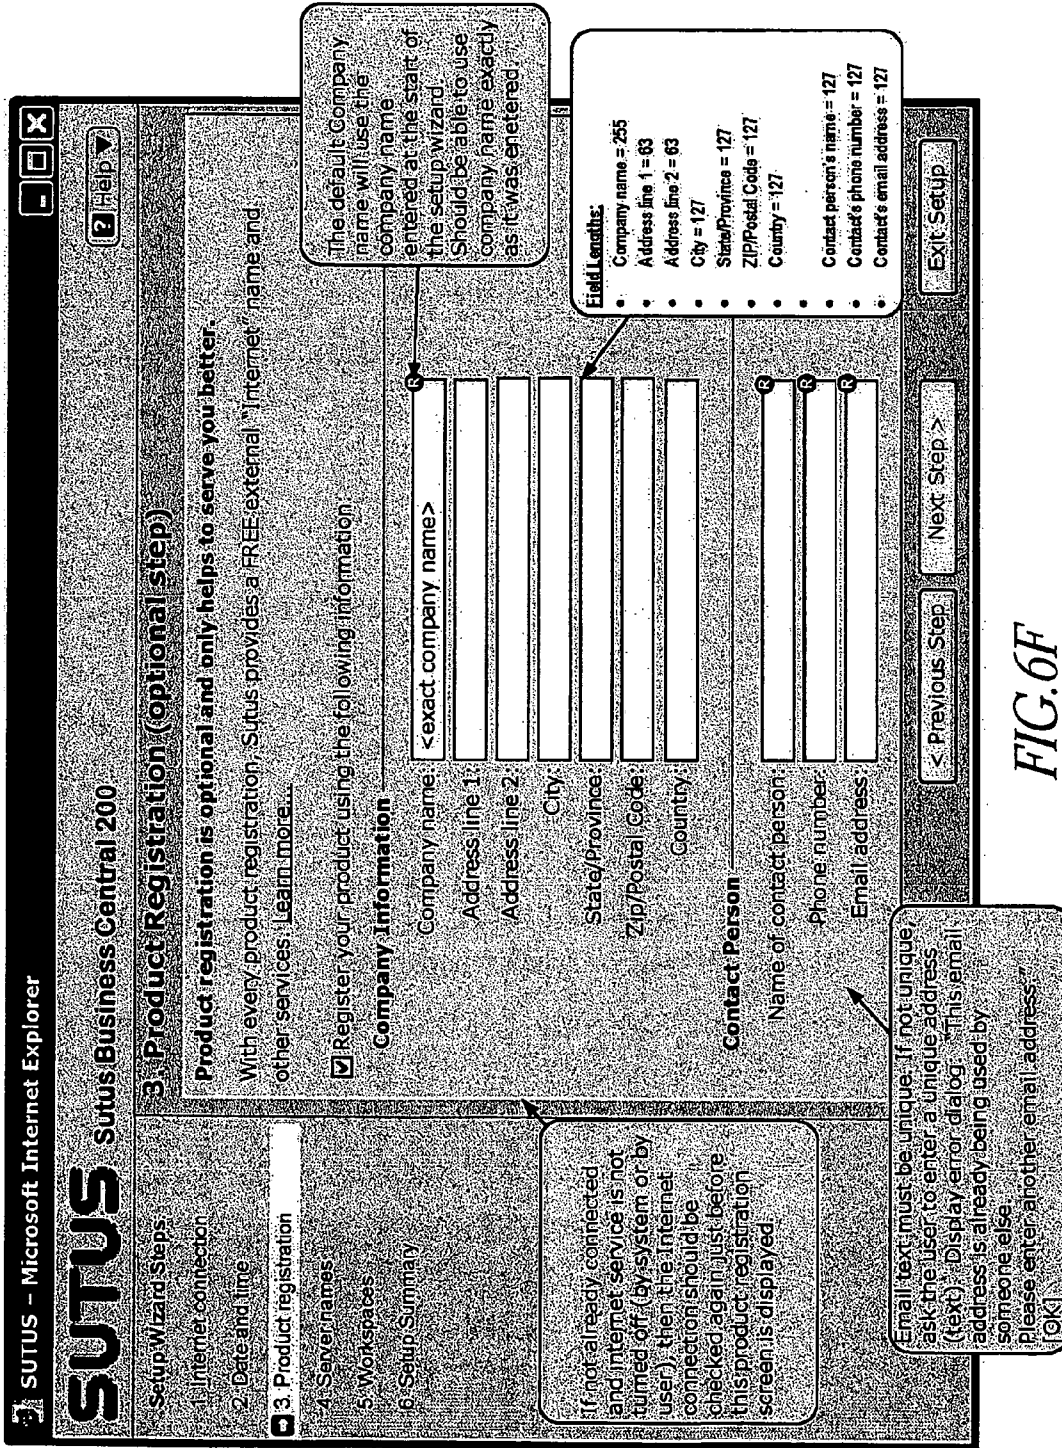 SUTUS – Microsoft Internet Explorer
SUTUS Sutus Business Central 200
? Help ▼
Setup Wizard Steps:
1. Internet connection
2. Date and time
3. Product registration
4. Server names
5. Workspaces
6. Setup Summary
3. Product Registration (optional step)
Product registration is optional and only helps to serve you better.
With every product registration, Sutus provides a FREE external "Internet" name and
other services. Learn more...
Register your product using the following information:
Company Information
Company name: <exact company name> R
Address line 1:
Address line 2:
City:
State/Province:
Zip/Postal Code:
Country:
Contact Person
Name of contact person: R
Phone number: R
Email address: R
< Previous Step
Next Step >
Exit Setup
The default Company
name will use the
company name
entered at the start of
the setup wizard.
Should be able to use
company name exactly
as it was enetered
Field Lengths:
• Company name = 255
• Address line 1 = 63
• Address line 2 = 63
• City = 127
• State/Province = 127
• ZIP/Postal Code = 127
• Country = 127
•
• Contact person's name = 127
• Contact's phone number = 127
• Contact's email address = 127
If not already connected
and internet service is not
turned off (by system or by
user), then the Internet
connection should be
checked again just before
this product registration
screen is displayed
Email text must be unique. If not unique,
ask the user to enter a unique address
(text). Display error dialog: "This email
address is already being used by
someone else.
Please enter another email address."
[OK]
FIG.6F